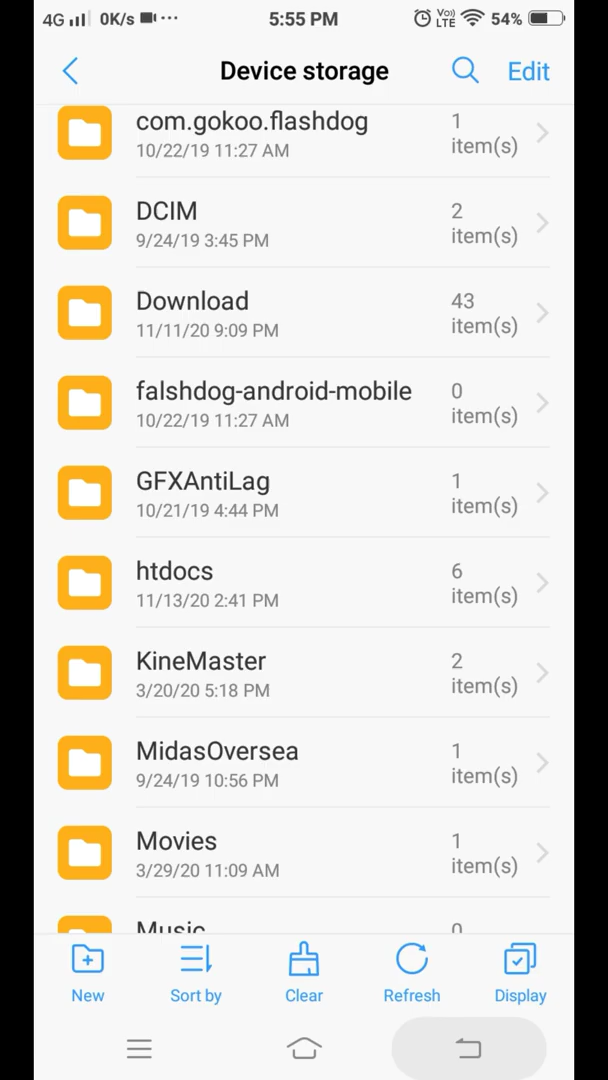 4G 0K/s 5:55 PM Vo) LTE 54%
Device storage Edit
com.gokoo.flashdog 1 item(s)
10/22/19 11:27 AM
DCIM 2 item(s)
9/24/19 3:45 PM
Download 43 item(s)
11/11/20 9:09 PM
falshdog-android-mobile 0 item(s)
10/22/19 11:27 AM
GFXAntiLag 1 item(s)
10/21/19 4:44 PM
htdocs 6 item(s)
11/13/20 2:41 PM
KineMaster 2 item(s)
3/20/20 5:18 PM
MidasOversea 1 item(s)
9/24/19 10:56 PM
Movies 1 item(s)
3/29/20 11:09 AM
Music 0
New Sort by Clear Refresh Display